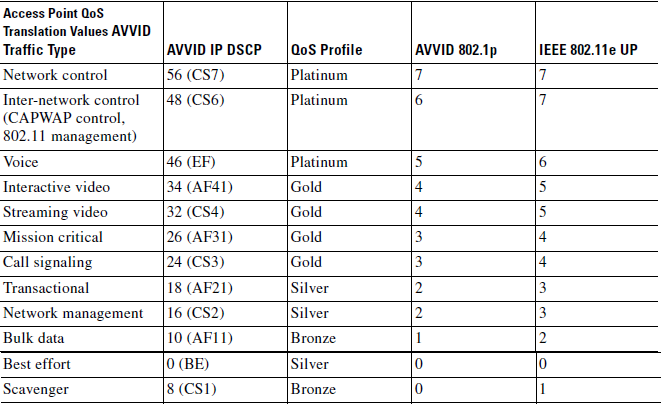 Access Point QoS
Translation Values AVVID
Traffic Type AVVID IP DSCP QoS Profile AVVID 802.1p IEEE 802.11e UP
Network control 56 (CS7) Platinum 7 7
Inter-network control 48 (CS6) Platinum 6 7
(CAPWAP control,
802.11 management)
Voice 46 (EF) Platinum 5 6
Interactive video 34 (AF41) Gold 4 5
Streaming video 32 (CS4) Gold 4 5
Mission critical 26 (AF31) Gold 3 4
Call signaling 24 (CS3) Gold 3 4
Transactional 18 (AF21) Silver 2 3
Network management 16 (CS2) Silver 2 3
Bulk data 10 (AF11) Bronze 1 2
Best effort 0 (BE) Silver 0 0
Scavenger 8 (CS1) Bronze 0 1